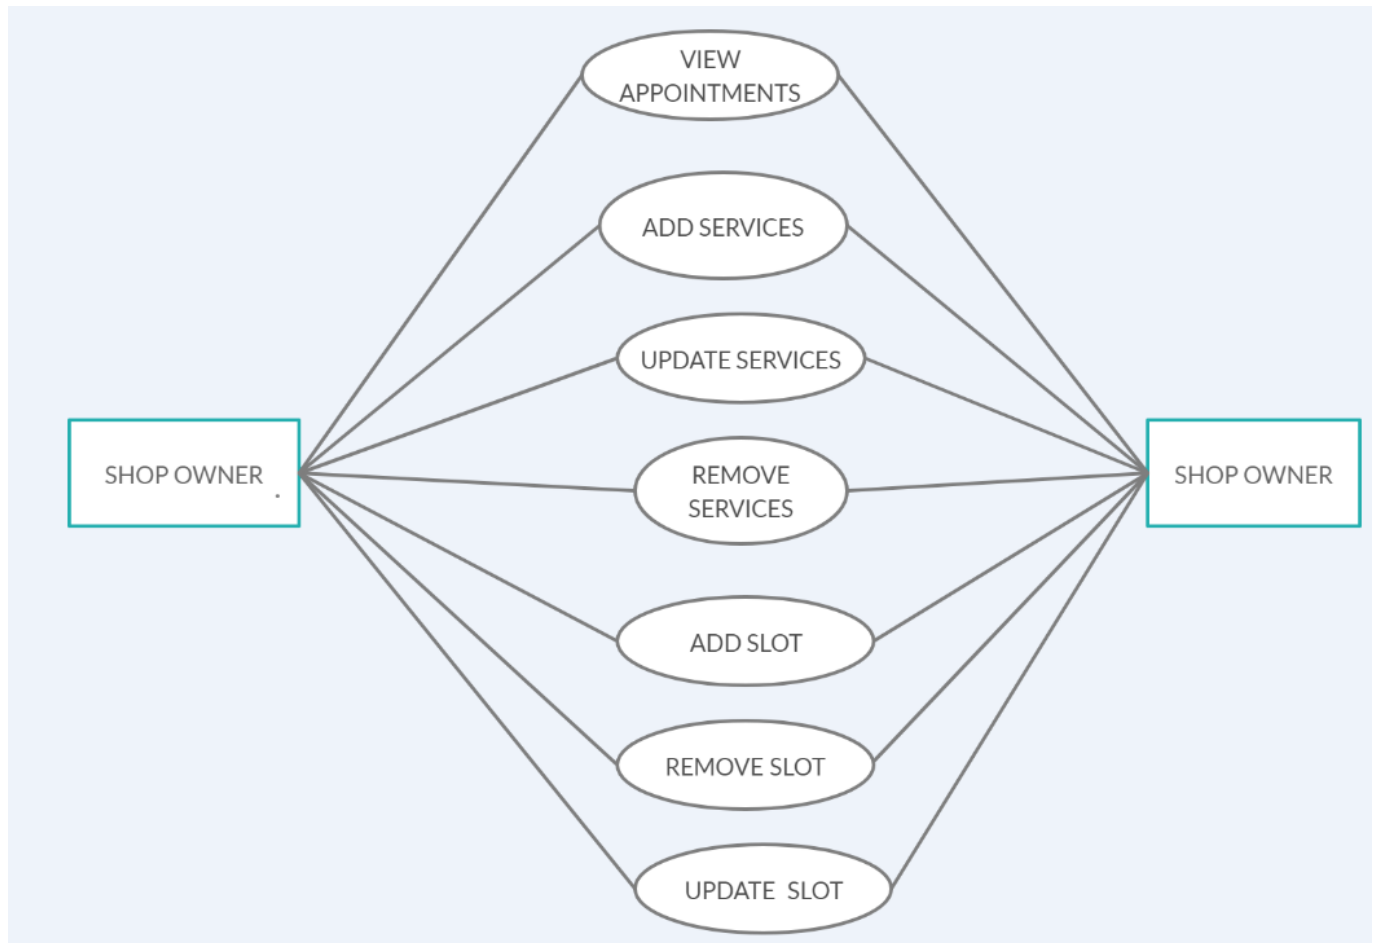 VIEW
APPOINTMENTS
ADD SERVICES
UPDATE SERVICES
SHOP OWNER
.
REMOVE
SERVICES
SHOP OWNER
ADD SLOT
REMOVE SLOT
UPDATE SLOT